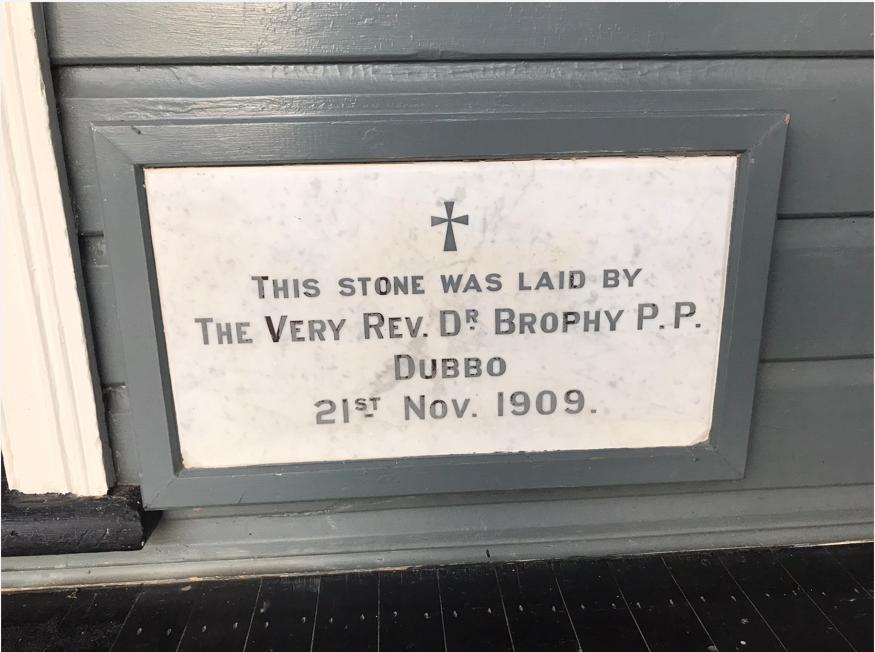 THIS STONE WAS LAID BY
THE VERY REV. DR BROPHY P.P.
DUBBO
21ST NOV. 1909.